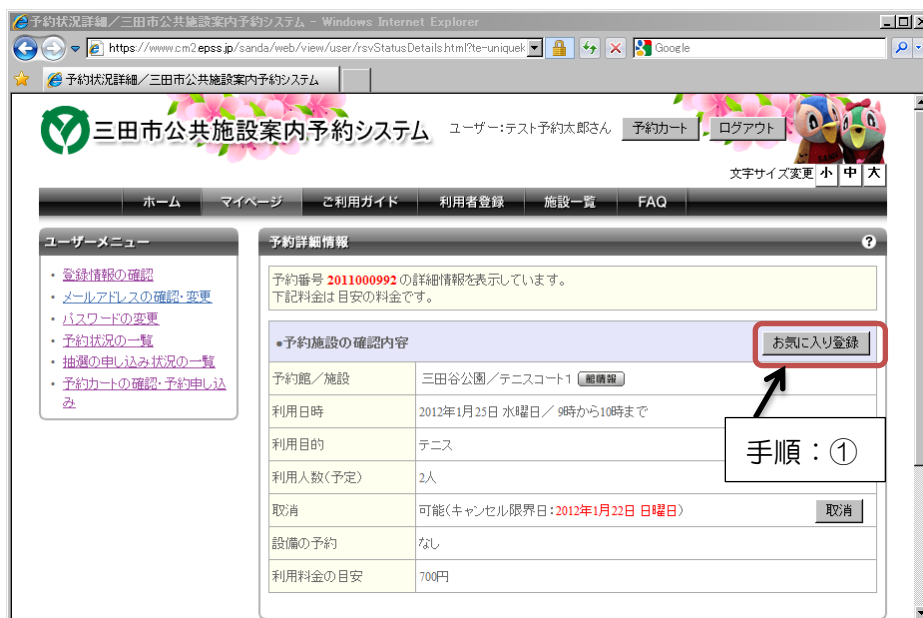 予約状況詳細／三田市公共施設案内予約システム - Windows Internet Explorer
https://www.cm2.epss.jp/sanda/web/view/user/rsvStatusDetails.html?te-uniquek
Google
予約状況詳細／三田市公共施設案内予約システム
三田市公共施設案内予約システム
ユーザー：テスト予約太郎さん
予約カート
ログアウト
文字サイズ変更 小 中 大
ホーム マイページ ご利用ガイド 利用者登録 施設一覧 FAQ
ユーザーメニュー
・登録情報の確認
・メールアドレスの確認・変更
・パスワードの変更
・予約状況の一覧
・抽選の申し込み状況の一覧
・予約カートの確認・予約申し込
み
予約詳細情報
?
予約番号 2011000992 の詳細情報を表示しています。
下記料金は目安の料金です。
●予約施設の確認内容
お気に入り登録
予約館／施設 三田谷公園／テニスコート1 館情報
利用日時 2012年1月25日 水曜日／ 9時から10時まで
手順：①
利用目的 テニス
利用人数(予定) 2人
取消 可能(キャンセル限界日：2012年1月22日 日曜日) 取消
設備の予約 なし
利用料金の目安 700円